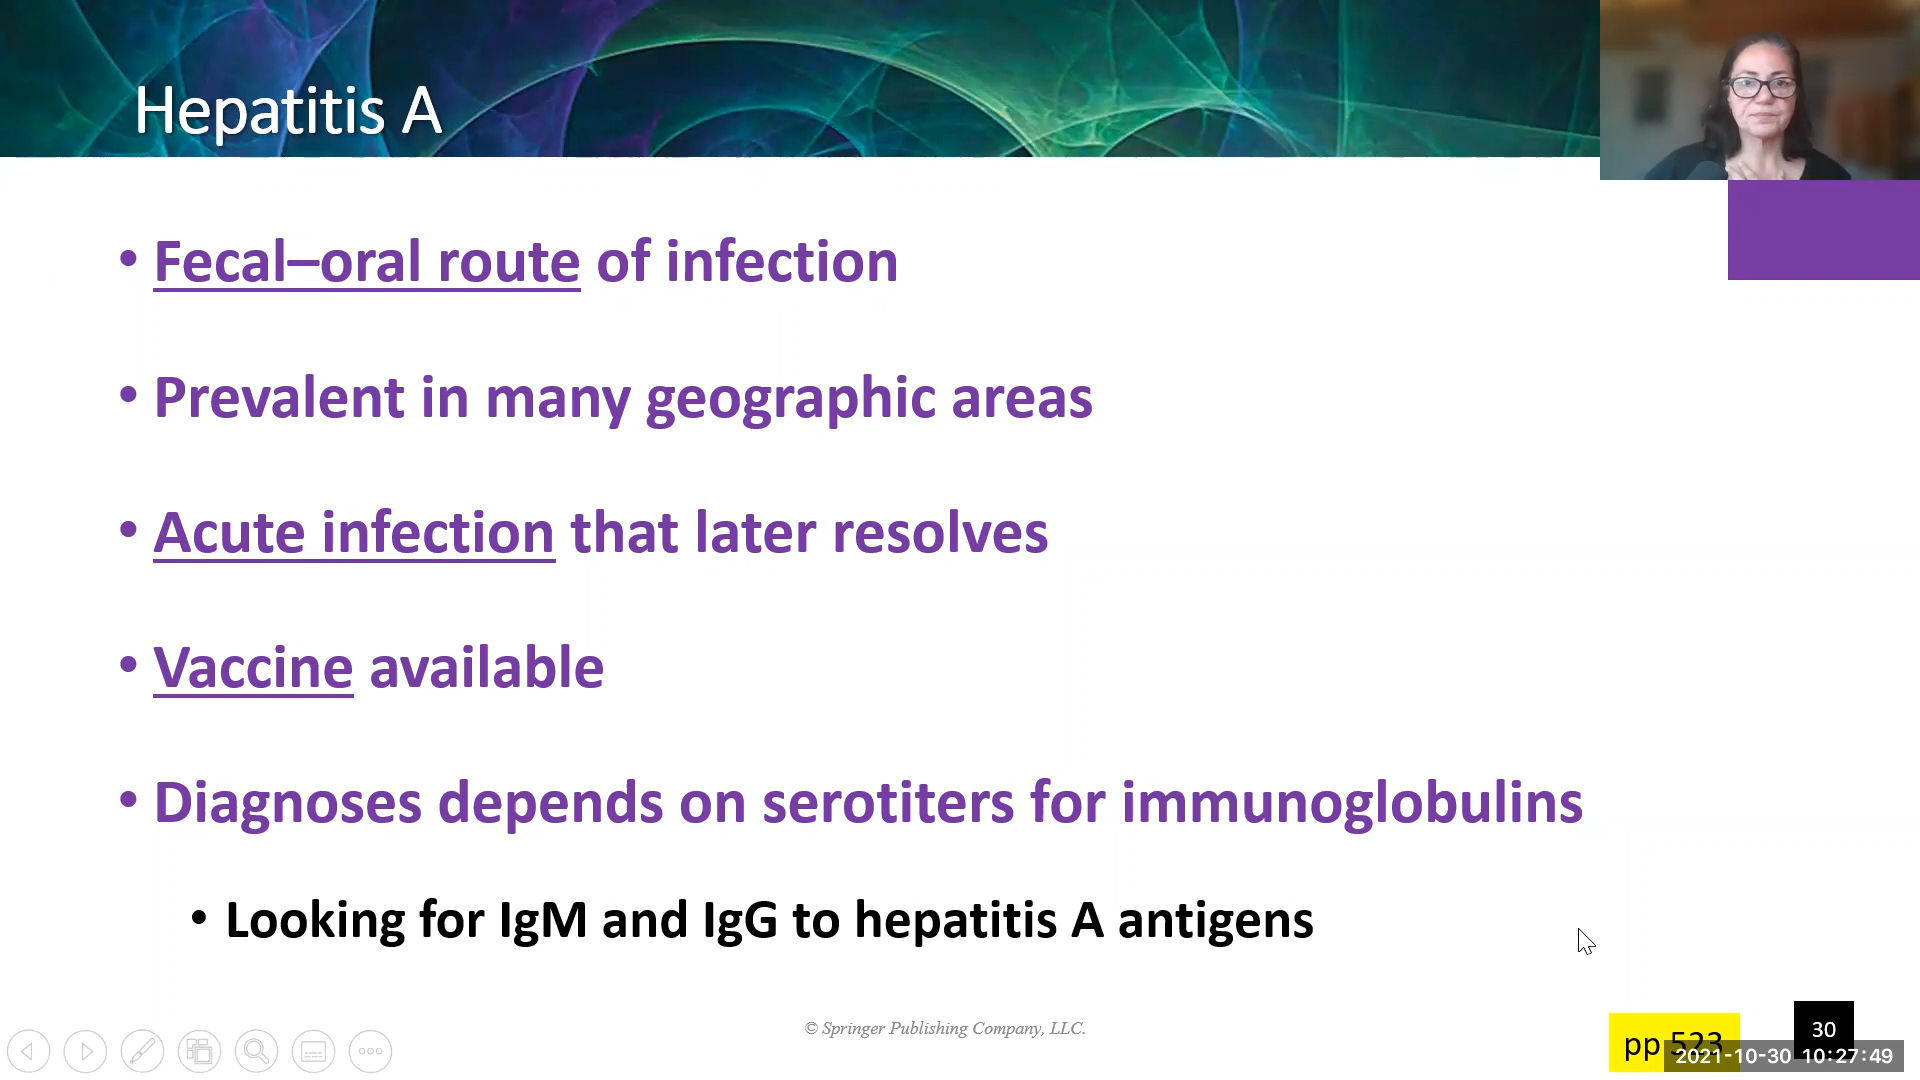 Hepatitis A
• Fecal–oral route of infection
• Prevalent in many geographic areas
• Acute infection that later resolves
• Vaccine available
• Diagnoses depends on serotiters for immunoglobulins
• Looking for IgM and IgG to hepatitis A antigens
© Springer Publishing Company, LLC.
pp 523
30
2021-10-30 10:27:49